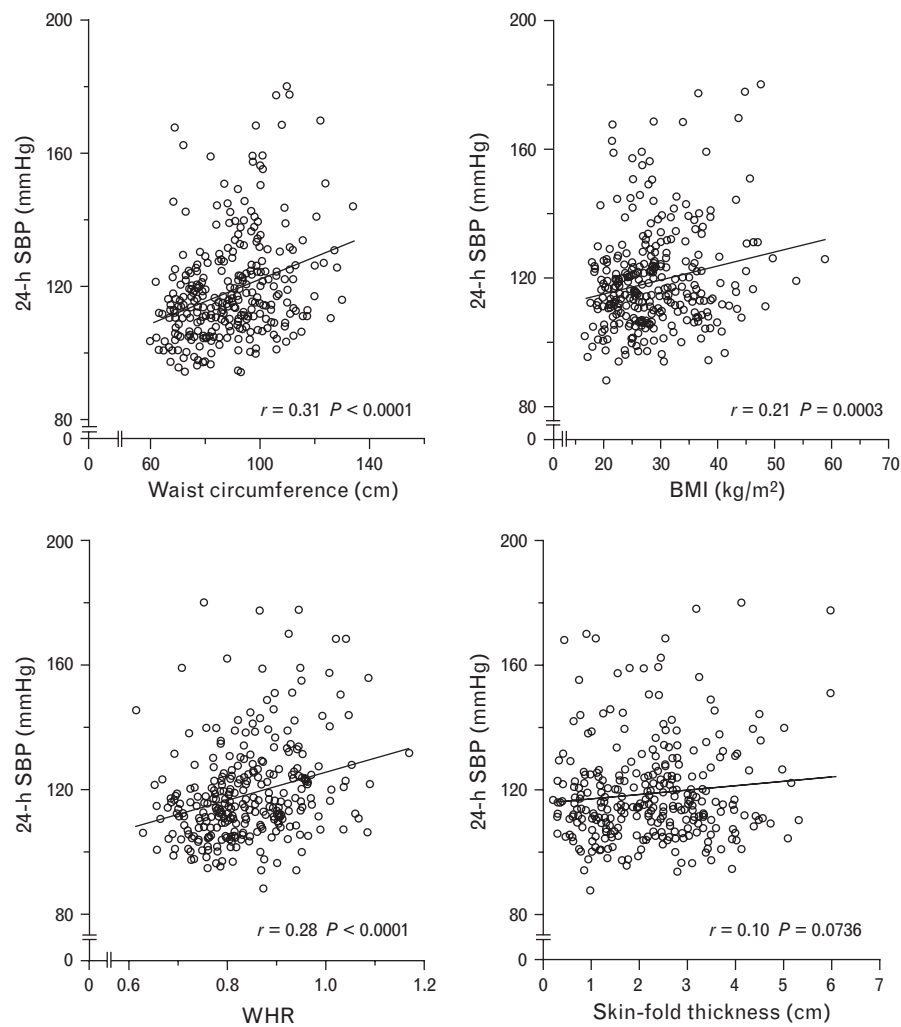 200
160
120
80
0
24-h SBP (mmHg)
r = 0.31 P < 0.0001
0 60 100 140
Waist circumference (cm)
200
160
120
80
0
24-h SBP (mmHg)
r = 0.21 P = 0.0003
0 20 30 40 50 60 70
BMI (kg/m²)
200
160
120
80
0
24-h SBP (mmHg)
r = 0.28 P < 0.0001
0 0.6 0.8 1.0 1.2
WHR
200
160
120
80
0
24-h SBP (mmHg)
r = 0.10 P = 0.0736
0 1 2 3 4 5 6 7
Skin-fold thickness (cm)